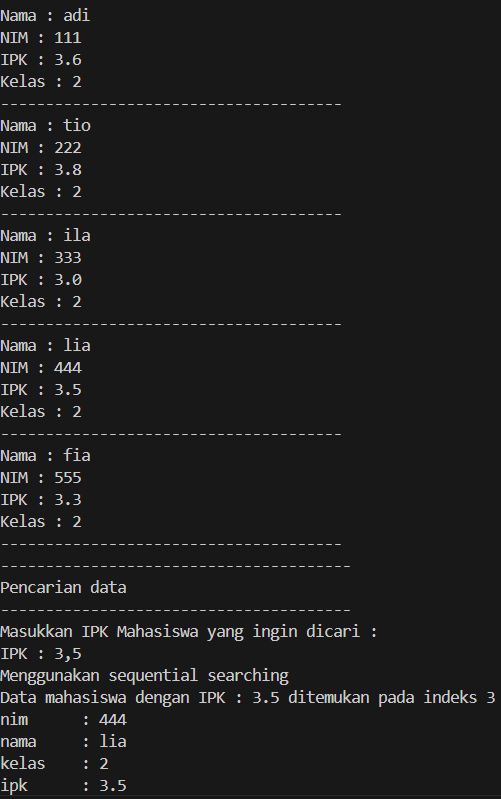 Nama : adi
NIM : 111
IPK : 3.6
Kelas : 2
--------------------------------------
Nama : tio
NIM : 222
IPK : 3.8
Kelas : 2
--------------------------------------
Nama : ila
NIM : 333
IPK : 3.0
Kelas : 2
--------------------------------------
Nama : lia
NIM : 444
IPK : 3.5
Kelas : 2
--------------------------------------
Nama : fia
NIM : 555
IPK : 3.3
Kelas : 2
--------------------------------------
---------------------------------------
Pencarian data
---------------------------------------
Masukkan IPK Mahasiswa yang ingin dicari :
IPK : 3,5
Menggunakan sequential searching
Data mahasiswa dengan IPK : 3.5 ditemukan pada indeks 3
nim      : 444
nama     : lia
kelas    : 2
ipk      : 3.5